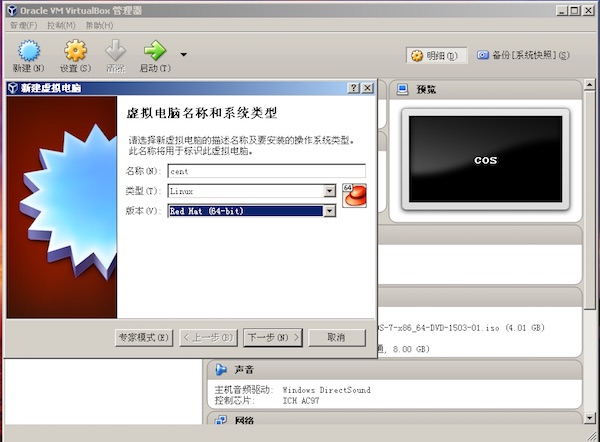 Oracle VM VirtualBox 管理器
管理(F) 控制(M) 帮助(H)
新建(N) 设置(S) 清除 启动(T) 明细(D) 备份[系统快照](S)
新建虚拟电脑
虚拟电脑名称和系统类型
请选择新虚拟电脑的描述名称及要安装的操作系统类型。
此名称将用于标识此虚拟电脑。
名称(N): cent
类型(T): Linux
64
版本(V): Red Hat (64-bit)
专家模式(E) < 上一步(B) 下一步(N) > 取消
预览
cos
OS-7-x86_64-DVD-1503-01.iso (4.01 GB)
通, 8.00 GB)
声音
主机音频驱动: Windows DirectSound
控制芯片: ICH AC97
网络